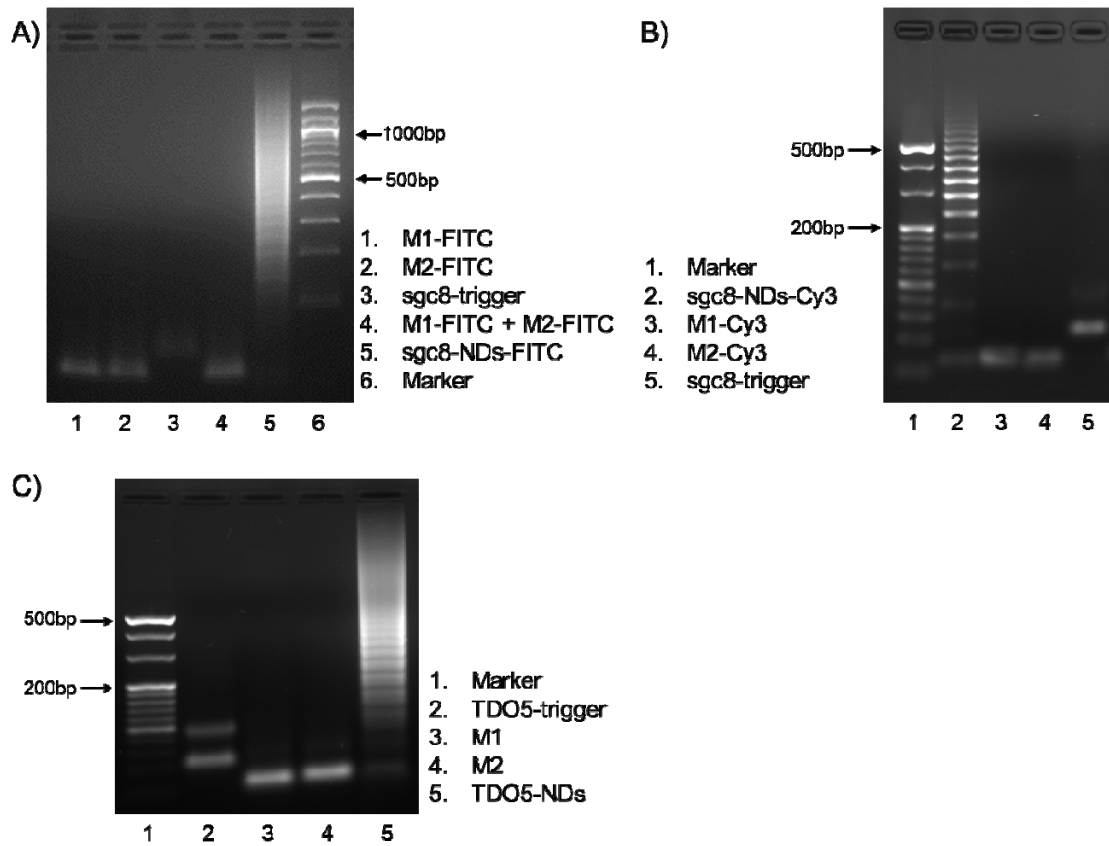 A)
1000bp
500bp
1. M1-FITC
2. M2-FITC
3. sgc8-trigger
4. M1-FITC + M2-FITC
5. sgc8-NDs-FITC
6. Marker
1 2 3 4 5 6
B)
500bp
200bp
1. Marker
2. sgc8-NDs-Cy3
3. M1-Cy3
4. M2-Cy3
5. sgc8-trigger
1 2 3 4 5
C)
500bp
200bp
1. Marker
2. TDO5-trigger
3. M1
4. M2
5. TDO5-NDs
1 2 3 4 5